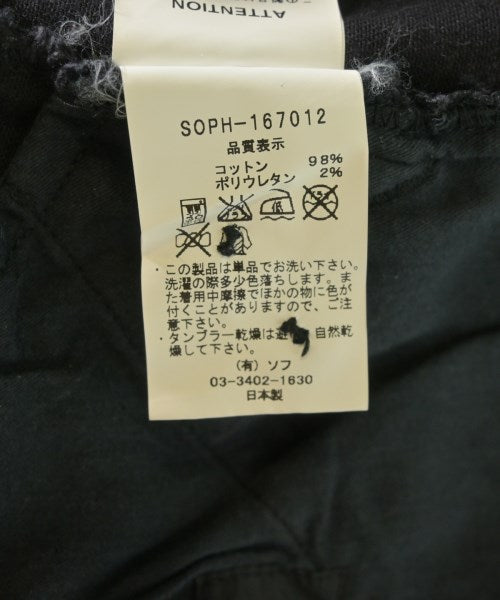 ATTENTION
SOPH-167012
品質表示
コットン 98%
ポリウレタン 2%
低
・この製品は単品でお洗い下さい。
洗濯の際多少色落ちします。ま
た着用中摩擦でほかの物に色が
付くことがありますので、ご注
意下さい。
・タンブラー乾燥は 自然乾
燥して下さい。
(有) ソフ
03-3402-1630
日本製